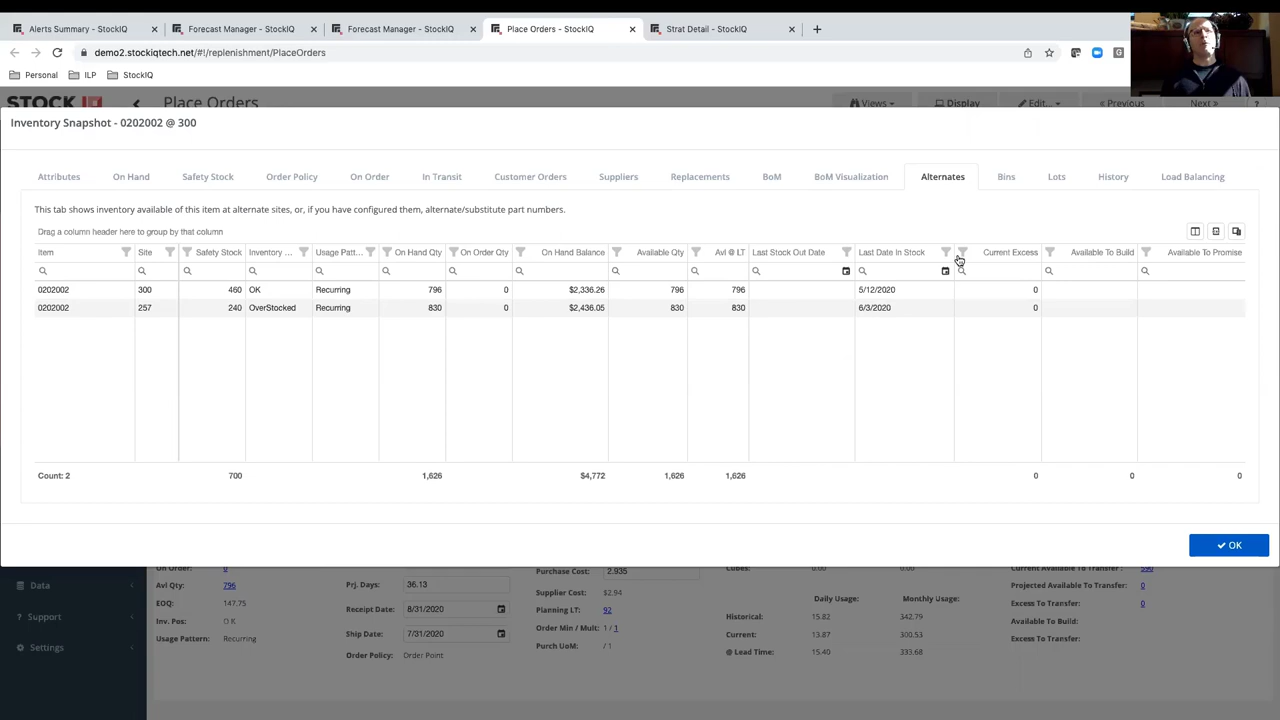 Alerts Summary - StockIQ
Forecast Manager - StockIQ
Forecast Manager - StockIQ
Place Orders - StockIQ
Strat Detail - StockIQ
demo2.stockiqtech.net/#!/replenishment/PlaceOrders
Personal ILP StockIQ
STOCK IQ Place Orders Views Display Edit... Previous Next ?
Inventory Snapshot - 0202002 @ 300
Attributes On Hand Safety Stock Order Policy On Order In Transit Customer Orders Suppliers Replacements BoM BoM Visualization Alternates Bins Lots History Load Balancing
This tab shows inventory available of this item at alternate sites, or, if you have configured them, alternate/substitute part numbers.
Drag a column header here to group by that column
Item Site Safety Stock Inventory ... Usage Patt... On Hand Qty On Order Qty On Hand Balance Available Qty Avl @ LT Last Stock Out Date Last Date In Stock Current Excess Available To Build Available To Promise
0202002 300 460 OK Recurring 796 0 $2,336.26 796 796 5/12/2020 0
0202002 257 240 OverStocked Recurring 830 0 $2,436.05 830 830 6/3/2020 0
Count: 2 700 1,626 0 $4,772 1,626 1,626 0 0 0
OK
On Order: 0 Purchase Cost: 2.935 Cubes: 0.00 0.00 Current Available To Transfer: 590
Data Avl Qty: 796 Prj. Days: 36.13 Supplier Cost: $2.94 Projected Available To Transfer: 0
EOQ: 147.75 Receipt Date: 8/31/2020 Planning LT: 92 Daily Usage: Monthly Usage: Excess To Transfer: 0
Support Inv. Pos: OK Order Min / Mult: 1 / 1 Historical: 15.82 342.79 Available To Build:
Usage Pattern: Recurring Ship Date: 7/31/2020 Purch UoM: / 1 Current: 13.87 300.53 Excess To Transfer:
Settings Order Policy: Order Point @ Lead Time: 15.40 333.68